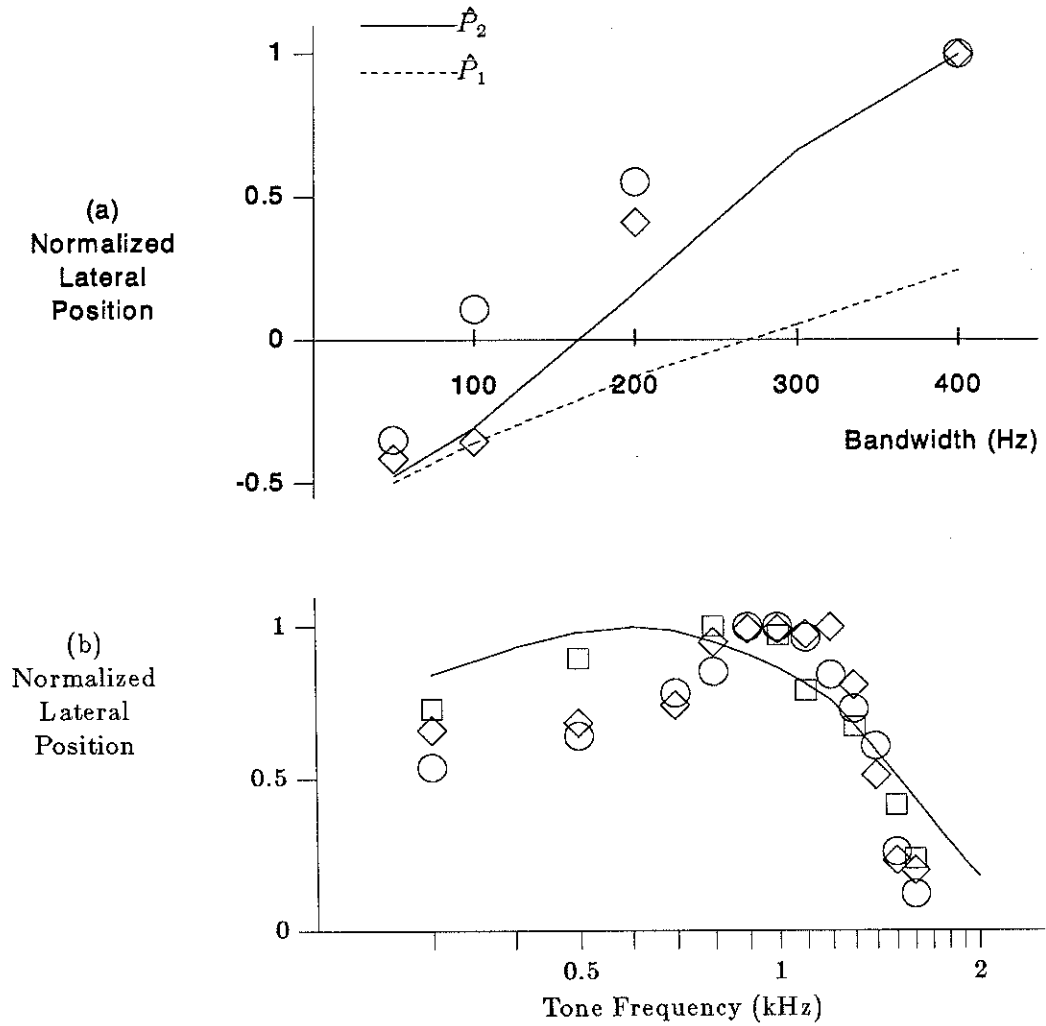 P̂₂
P̂₁
1
0.5
0
-0.5
(a)
Normalized
Lateral
Position
100
200
300
400
Bandwidth (Hz)
(b)
Normalized
Lateral
Position
1
0.5
0
0.5
1
2
Tone Frequency (kHz)